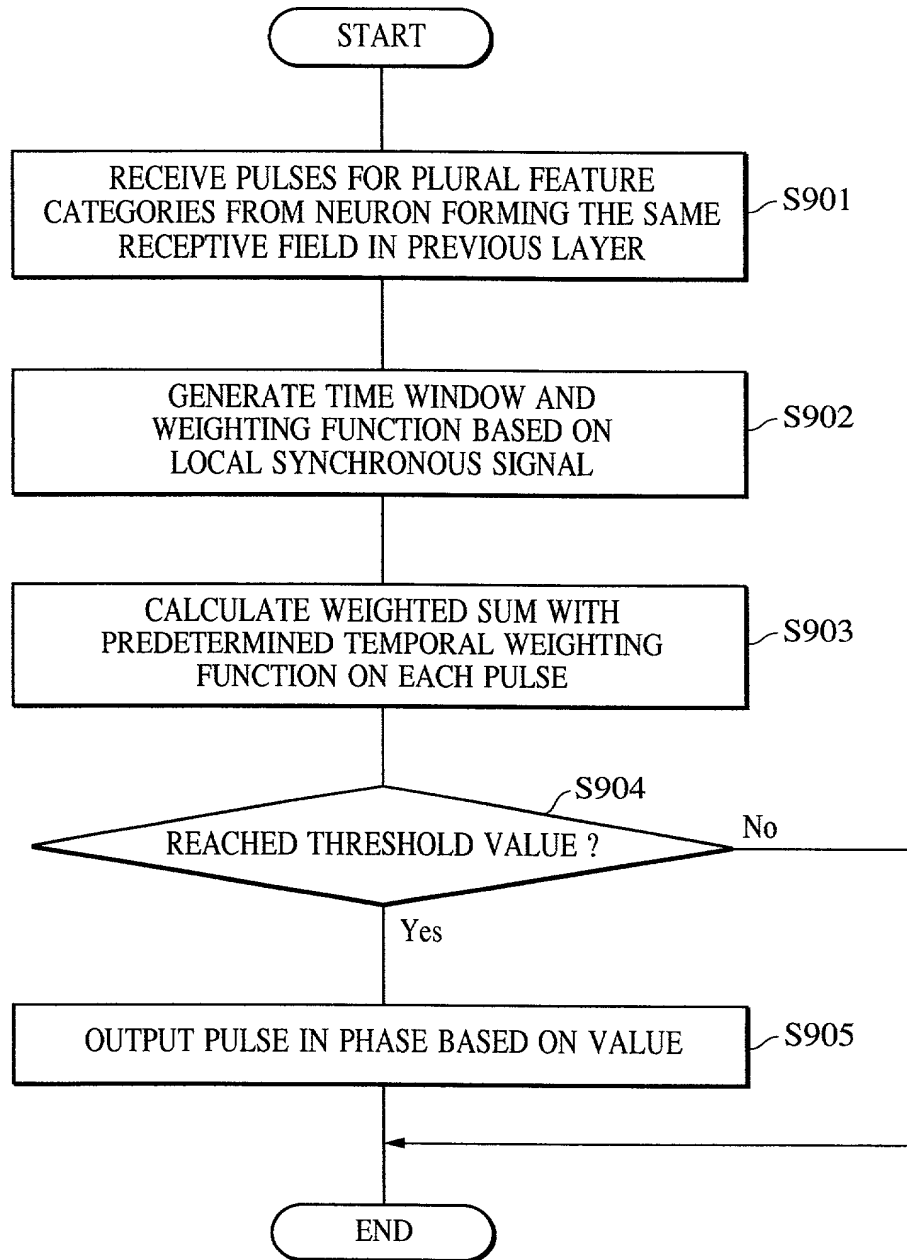 START
RECEIVE PULSES FOR PLURAL FEATURE
CATEGORIES FROM NEURON FORMING THE SAME
RECEPTIVE FIELD IN PREVIOUS LAYER
S901
GENERATE TIME WINDOW AND
WEIGHTING FUNCTION BASED ON
LOCAL SYNCHRONOUS SIGNAL
S902
CALCULATE WEIGHTED SUM WITH
PREDETERMINED TEMPORAL WEIGHTING
FUNCTION ON EACH PULSE
S903
S904
REACHED THRESHOLD VALUE ?
No
Yes
OUTPUT PULSE IN PHASE BASED ON VALUE
S905
END